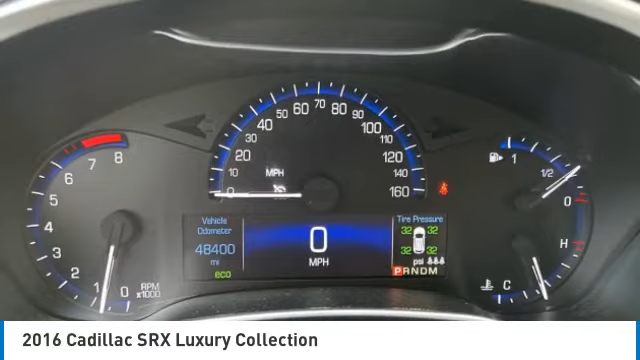 8
7
6
5
4
3
2
1
0
RPM
x1000
0
10
20
30
40
50
60
70
80
90
100
110
120
140
160
MPH
Vehicle
Odometer
48400
mi
eco
0
MPH
Tire Pressure
32 32
32 32
psi
PRNDM
1
1/2
0
H
C
2016 Cadillac SRX Luxury Collection